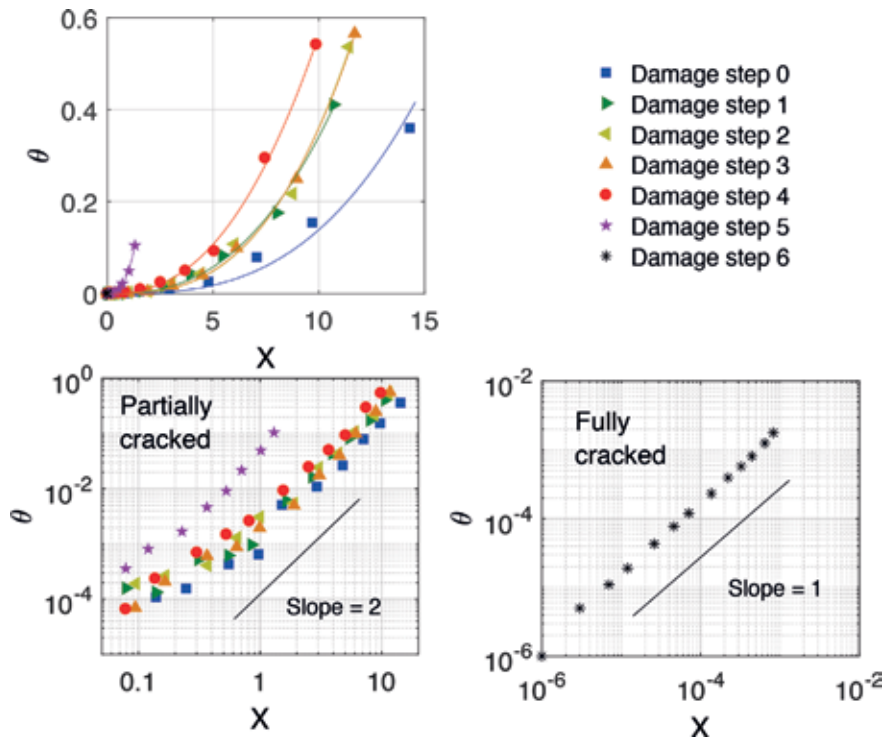 0.6
0.4
0.2
0
θ
0 5 10 15
X
Damage step 0
Damage step 1
Damage step 2
Damage step 3
Damage step 4
Damage step 5
Damage step 6
10^0
10^-2
10^-4
θ
Partially
cracked
Slope = 2
0.1 1 10
X
10^-2
10^-4
10^-6
θ
Fully
cracked
Slope = 1
10^-6 10^-4 10^-2
X